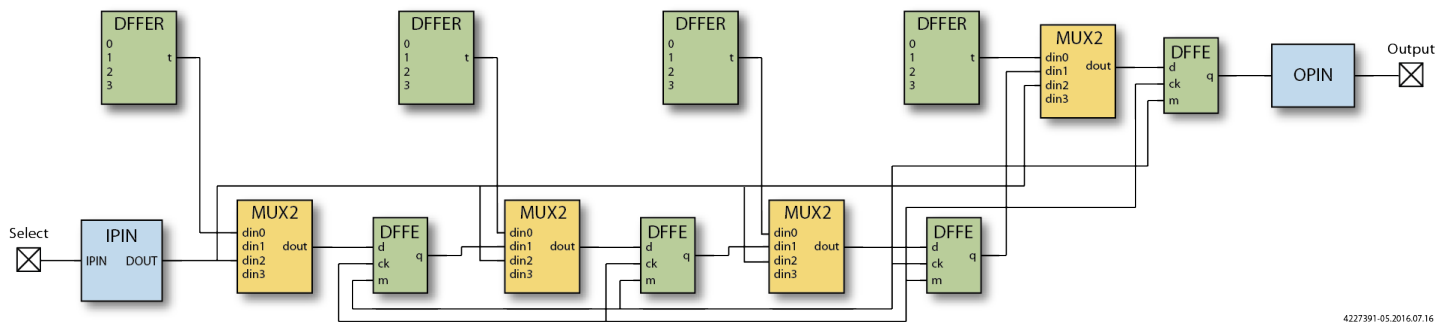 DFFER
0
1
2
3
t
DFFER
0
1
2
3
t
DFFER
0
1
2
3
t
DFFER
0
1
2
3
t
MUX2
din0
din1
din2
din3
dout
DFFE
d
ck
m
q
OPIN
Output
Select
IPIN
IPIN DOUT
MUX2
din0
din1
din2
din3
dout
DFFE
d
ck
m
q
MUX2
din0
din1
din2
din3
dout
DFFE
d
ck
m
q
MUX2
din0
din1
din2
din3
dout
DFFE
d
ck
m
q
4227391-05.2016.07.16